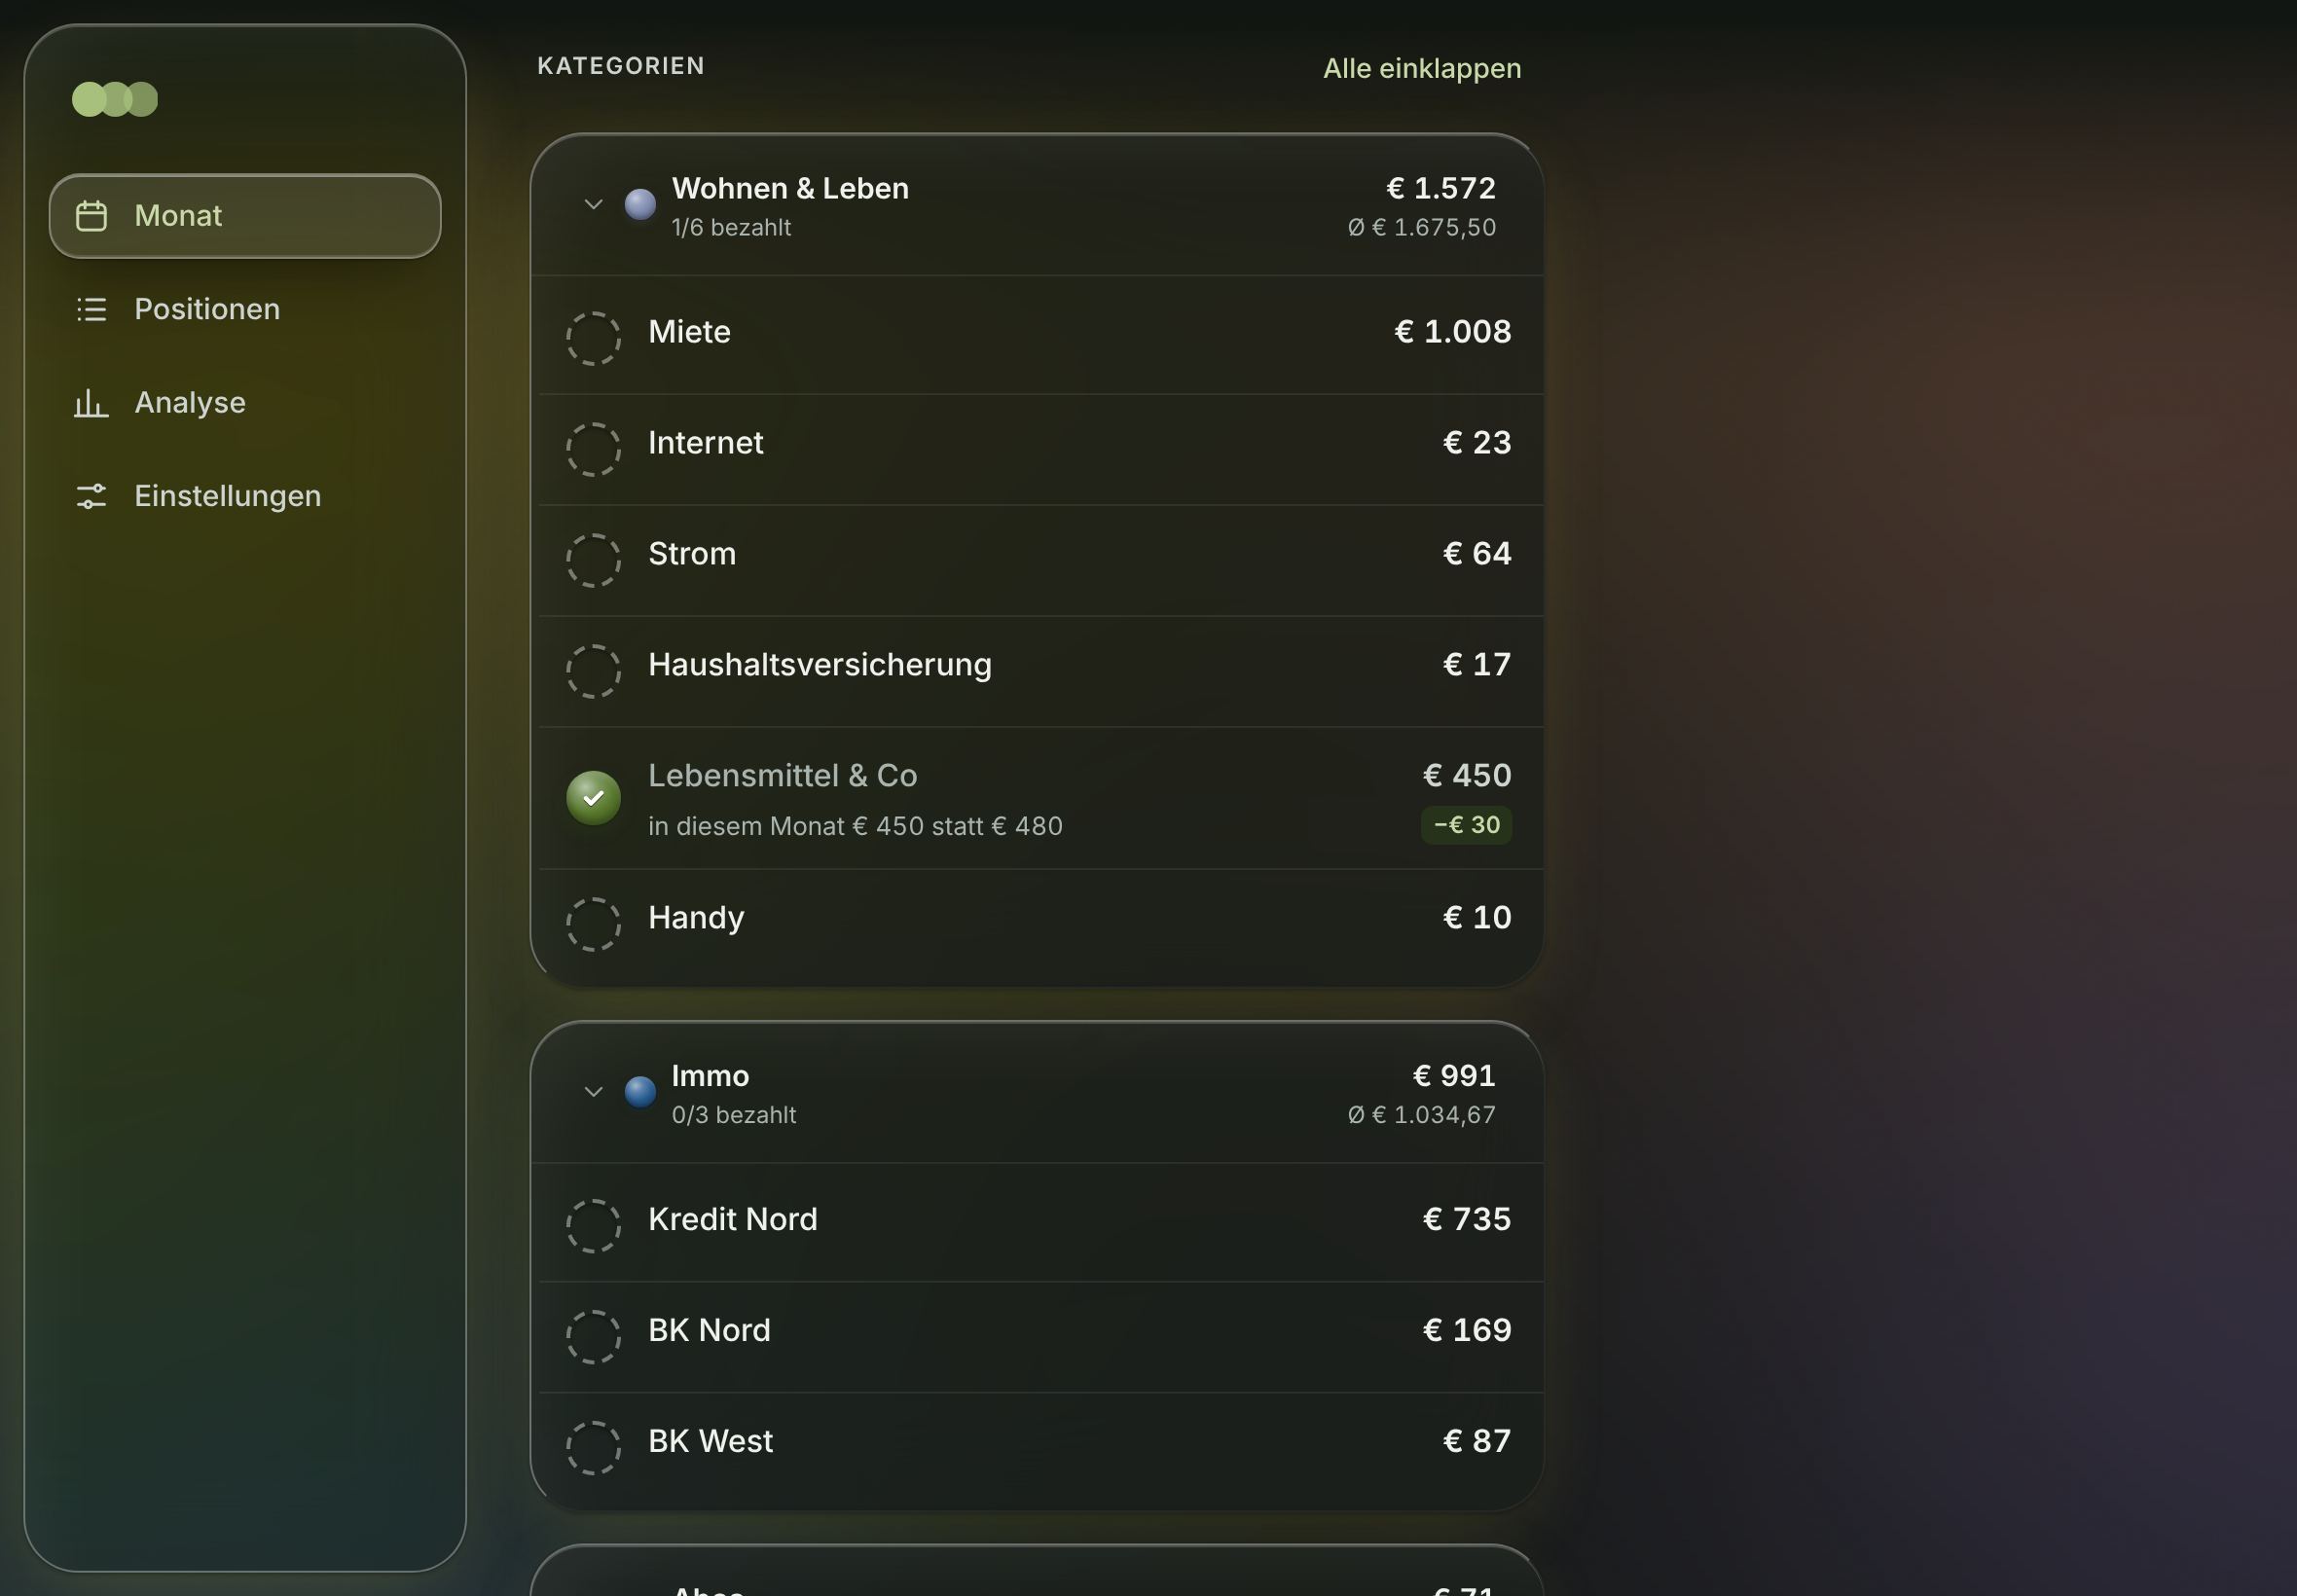 KATEGORIEN
Alle einklappen
Monat
Positionen
Analyse
Einstellungen
Wohnen & Leben
€ 1.572
1/6 bezahlt
Ø € 1.675,50
Miete
€ 1.008
Internet
€ 23
Strom
€ 64
Haushaltsversicherung
€ 17
Lebensmittel & Co
€ 450
in diesem Monat € 450 statt € 480
−€ 30
Handy
€ 10
Immo
€ 991
0/3 bezahlt
Ø € 1.034,67
Kredit Nord
€ 735
BK Nord
€ 169
BK West
€ 87